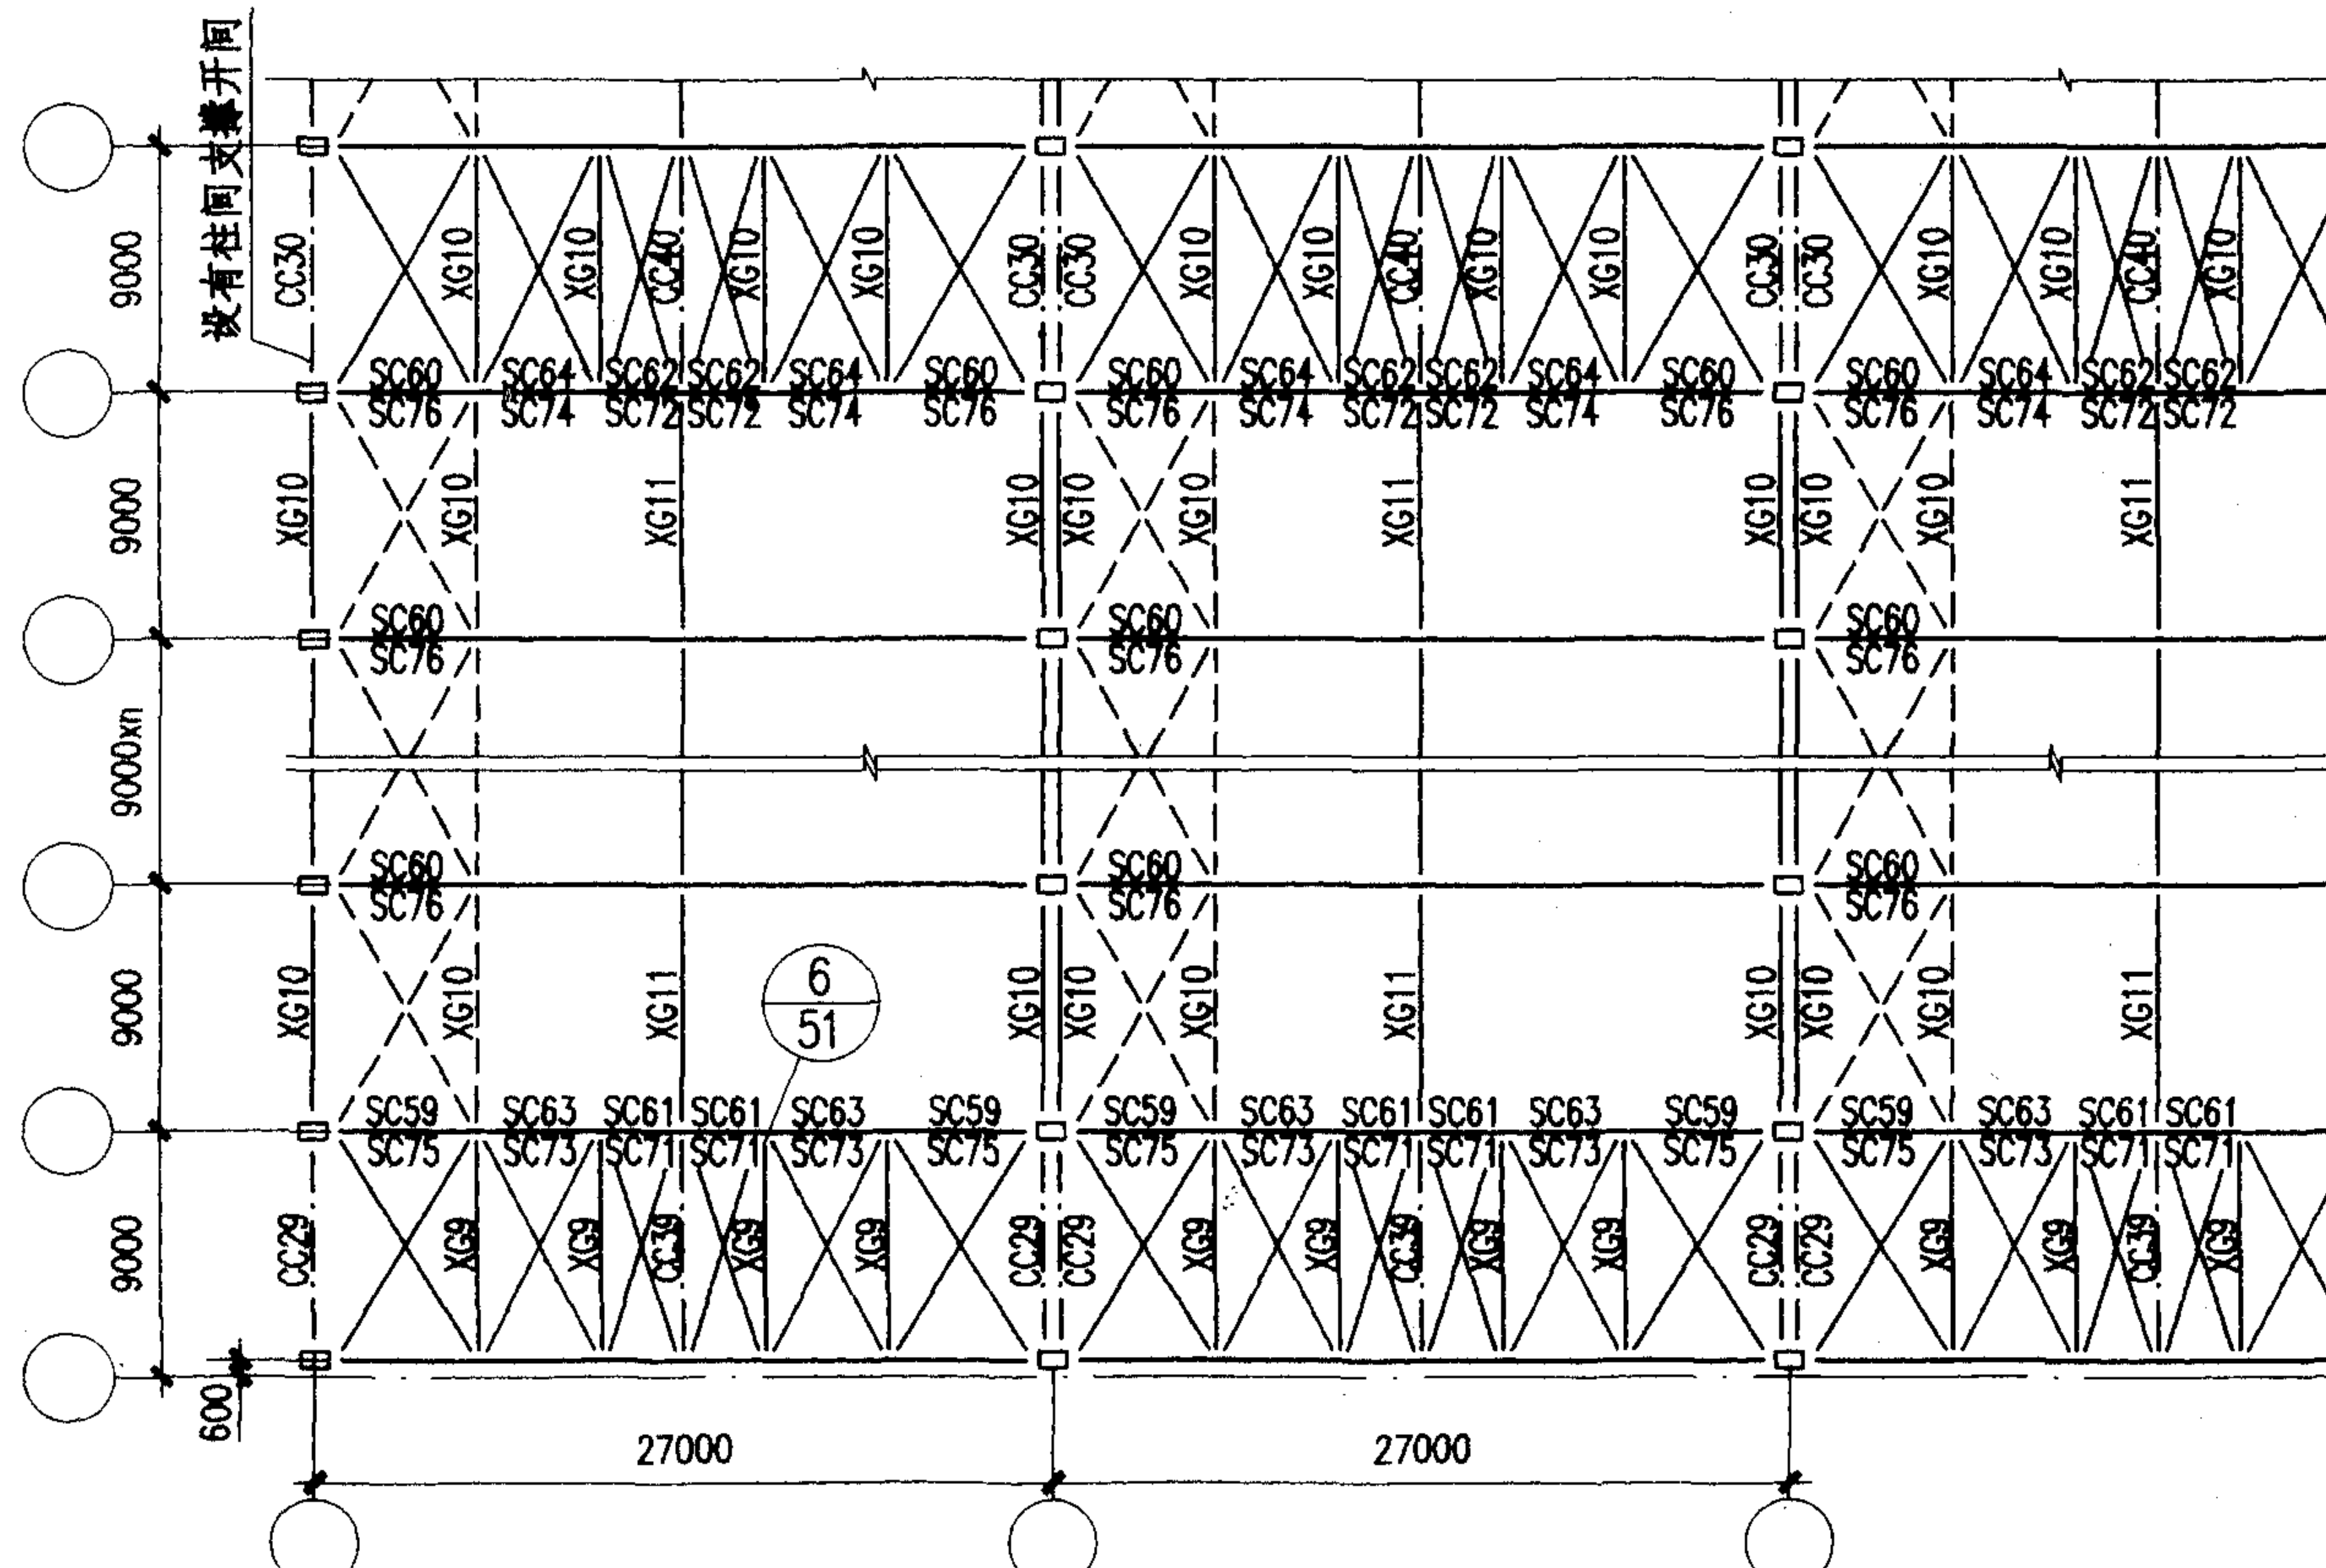 设有柱间支撑开间
9000 CC30 XG10 XG10 CC40 XG10 XG10 CC30 CC30 XG10 XG10 CC40 XG10 XG10 CC30 CC30 XG10 XG10 CC40 XG10
SC60 SC64 SC62 SC62 SC64 SC60 SC60 SC64 SC62 SC62 SC64 SC60 SC60 SC64 SC62 SC62
SC76 SC74 SC72 SC72 SC74 SC76 SC76 SC74 SC72 SC72 SC74 SC76 SC76 SC74 SC72 SC72
9000 XG10 XG10 XG11 XG10 XG10 XG10 XG11 XG10 XG10 XG10 XG11
SC60 SC60 SC60
SC76 SC76 SC76
9000xn
SC60 SC60 SC60
SC76 SC76 SC76
9000 XG10 XG10 XG11 XG10 XG10 XG10 XG11 XG10 XG10 XG10 XG11
6
51
SC59 SC63 SC61 SC61 SC63 SC59 SC59 SC63 SC61 SC61 SC63 SC59 SC59 SC63 SC61 SC61
SC75 SC73 SC71 SC71 SC73 SC75 SC75 SC73 SC71 SC71 SC73 SC75 SC75 SC73 SC71 SC71
9000 CC29 XG9 XG9 CC39 XG9 XG9 CC29 CC29 XG9 XG9 CC39 XG9 XG9 CC29 CC29 XG9 XG9 CC39 XG9
600
27000 27000